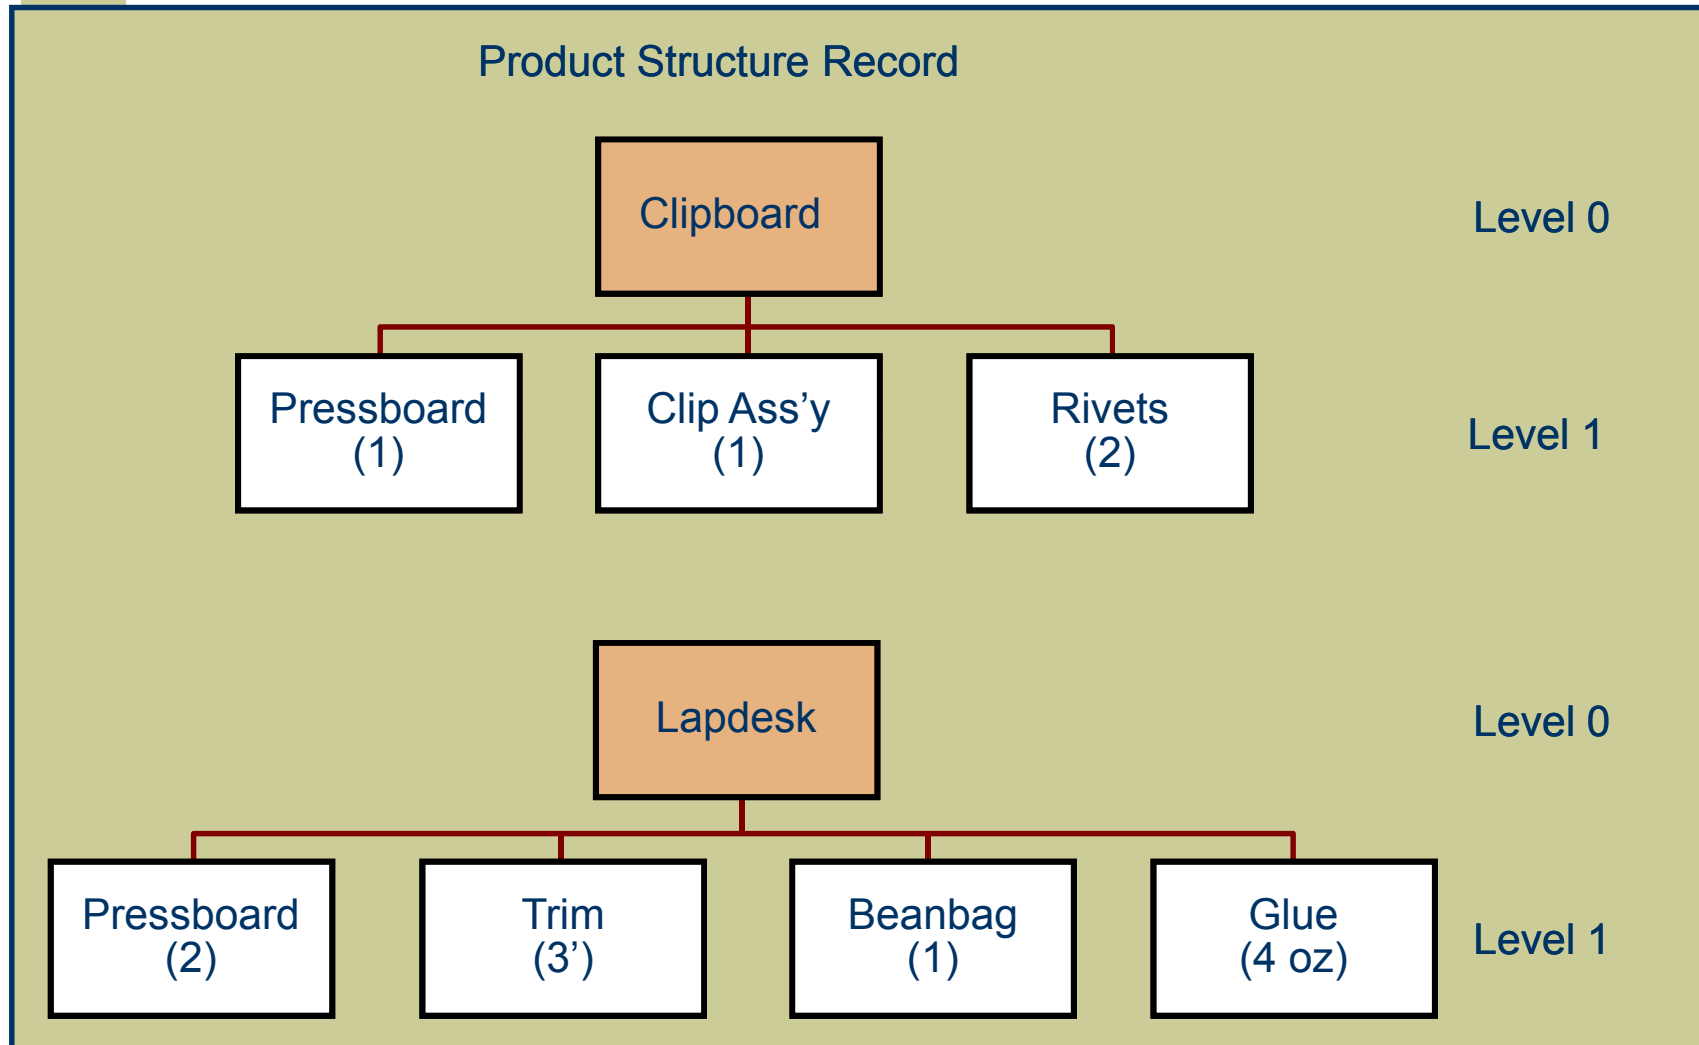 Product Structure Record
Clipboard
Level 0
Pressboard
(1)
Clip Ass’y
(1)
Rivets
(2)
Level 1
Lapdesk
Level 0
Pressboard
(2)
Trim
(3’)
Beanbag
(1)
Glue
(4 oz)
Level 1